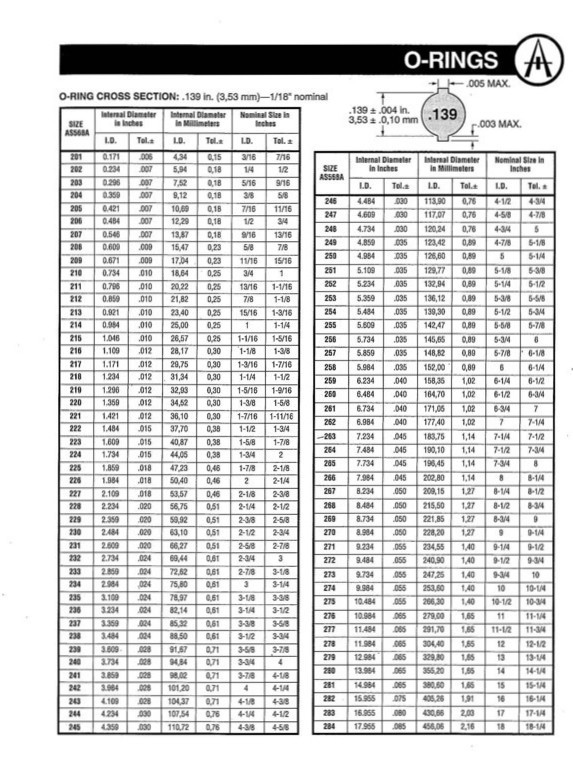 O-RINGS
O-RING CROSS SECTION: .139 in. (3,53 mm)—1/18" nominal
.005 MAX.
.139 ± .004 in.
3,53 ± .0,10 mm
.139
.003 MAX.
SIZE AS568A Internal Diameter in Inches Internal Diameter in Millimeters Nominal Size in Inches
I.D. Tol.± I.D. Tol.± I.D. Tol. ±
201 0.171 .006 4,34 0,15 3/16 7/16
202 0.234 .007 5,94 0,18 1/4 1/2
203 0.296 .007 7,52 0,18 5/16 9/16
204 0.359 .007 9,12 0,18 3/8 5/8
205 0.421 .007 10,69 0,18 7/16 11/16
206 0.484 .007 12,29 0,18 1/2 3/4
207 0.546 .007 13,87 0,18 9/16 13/16
208 0.609 .009 15,47 0,23 5/8 7/8
209 0.671 .009 17,04 0,23 11/16 15/16
210 0.734 .010 18,64 0,25 3/4 1
211 0.796 .010 20,22 0,25 13/16 1-1/16
212 0.859 .010 21,82 0,25 7/8 1-1/8
213 0.921 .010 23,40 0,25 15/16 1-3/16
214 0.984 .010 25,00 0,25 1 1-1/4
215 1.046 .010 26,57 0,25 1-1/16 1-5/16
216 1.109 .012 28,17 0,30 1-1/8 1-3/8
217 1.171 .012 29,75 0,30 1-3/16 1-7/16
218 1.234 .012 31,34 0,30 1-1/4 1-1/2
219 1.296 .012 32,93 0,30 1-5/16 1-9/16
220 1.359 .012 34,52 0,30 1-3/8 1-5/8
221 1.421 .012 36,10 0,30 1-7/16 1-11/16
222 1.484 .015 37,70 0,38 1-1/2 1-3/4
223 1.609 .015 40,87 0,38 1-5/8 1-7/8
224 1.734 .015 44,05 0,38 1-3/4 2
225 1.859 .018 47,23 0,46 1-7/8 2-1/8
226 1.984 .018 50,40 0,46 2 2-1/4
227 2.109 .018 53,57 0,46 2-1/8 2-3/8
228 2.234 .020 56,75 0,51 2-1/4 2-1/2
229 2.359 .020 59,92 0,51 2-3/8 2-5/8
230 2.484 .020 63,10 0,51 2-1/2 2-3/4
231 2.609 .020 66,27 0,51 2-5/8 2-7/8
232 2.734 .024 69,44 0,61 2-3/4 3
233 2.859 .024 72,62 0,61 2-7/8 3-1/8
234 2.984 .024 75,80 0,61 3 3-1/4
235 3.109 .024 78,97 0,61 3-1/8 3-3/8
236 3.234 .024 82,14 0,61 3-1/4 3-1/2
237 3.359 .024 85,32 0,61 3-3/8 3-5/8
238 3.484 .024 88,50 0,61 3-1/2 3-3/4
239 3.609 .028 91,67 0,71 3-5/8 3-7/8
240 3.734 .028 94,84 0,71 3-3/4 4
241 3.859 .028 98,02 0,71 3-7/8 4-1/8
242 3.984 .028 101,20 0,71 4 4-1/4
243 4.109 .028 104,37 0,71 4-1/8 4-3/8
244 4.234 .030 107,54 0,76 4-1/4 4-1/2
245 4.359 .030 110,72 0,76 4-3/8 4-5/8
SIZE AS568A Internal Diameter in Inches Internal Diameter in Millimeters Nominal Size in Inches
I.D. Tol.± I.D. Tol.± I.D. Tol. ±
246 4.484 .030 113,90 0,76 4-1/2 4-3/4
247 4.609 .030 117,07 0,76 4-5/8 4-7/8
248 4.734 .030 120,24 0,76 4-3/4 5
249 4.859 .035 123,42 0,89 4-7/8 5-1/8
250 4.984 .035 126,60 0,89 5 5-1/4
251 5.109 .035 129,77 0,89 5-1/8 5-3/8
252 5.234 .035 132,94 0,89 5-1/4 5-1/2
253 5.359 .035 136,12 0,89 5-3/8 5-5/8
254 5.484 .035 139,30 0,89 5-1/2 5-3/4
255 5.609 .035 142,47 0,89 5-5/8 5-7/8
256 5.734 .035 145,65 0,89 5-3/4 6
257 5.859 .035 148,82 0,89 5-7/8 6-1/8
258 5.984 .035 152,00 0,89 6 6-1/4
259 6.234 .040 158,35 1,02 6-1/4 6-1/2
260 6.484 .040 164,70 1,02 6-1/2 6-3/4
261 6.734 .040 171,05 1,02 6-3/4 7
262 6.984 .040 177,40 1,02 7 7-1/4
263 7.234 .045 183,75 1,14 7-1/4 7-1/2
264 7.484 .045 190,10 1,14 7-1/2 7-3/4
265 7.734 .045 196,45 1,14 7-3/4 8
266 7.984 .045 202,80 1,14 8 8-1/4
267 8.234 .050 209,15 1,27 8-1/4 8-1/2
268 8.484 .050 215,50 1,27 8-1/2 8-3/4
269 8.734 .050 221,85 1,27 8-3/4 9
270 8.984 .050 228,20 1,27 9 9-1/4
271 9.234 .055 234,55 1,40 9-1/4 9-1/2
272 9.484 .055 240,90 1,40 9-1/2 9-3/4
273 9.734 .055 247,25 1,40 9-3/4 10
274 9.984 .055 253,60 1,40 10 10-1/4
275 10.484 .055 266,30 1,40 10-1/2 10-3/4
276 10.984 .065 279,00 1,65 11 11-1/4
277 11.484 .065 291,70 1,65 11-1/2 11-3/4
278 11.984 .065 304,40 1,65 12 12-1/2
279 12.984 .065 329,80 1,65 13 13-1/4
280 13.984 .065 355,20 1,65 14 14-1/4
281 14.984 .065 380,60 1,65 15 15-1/4
282 15.955 .075 405,26 1,91 16 16-1/4
283 16.955 .080 430,66 2,03 17 17-1/4
284 17.955 .085 456,06 2,16 18 18-1/4